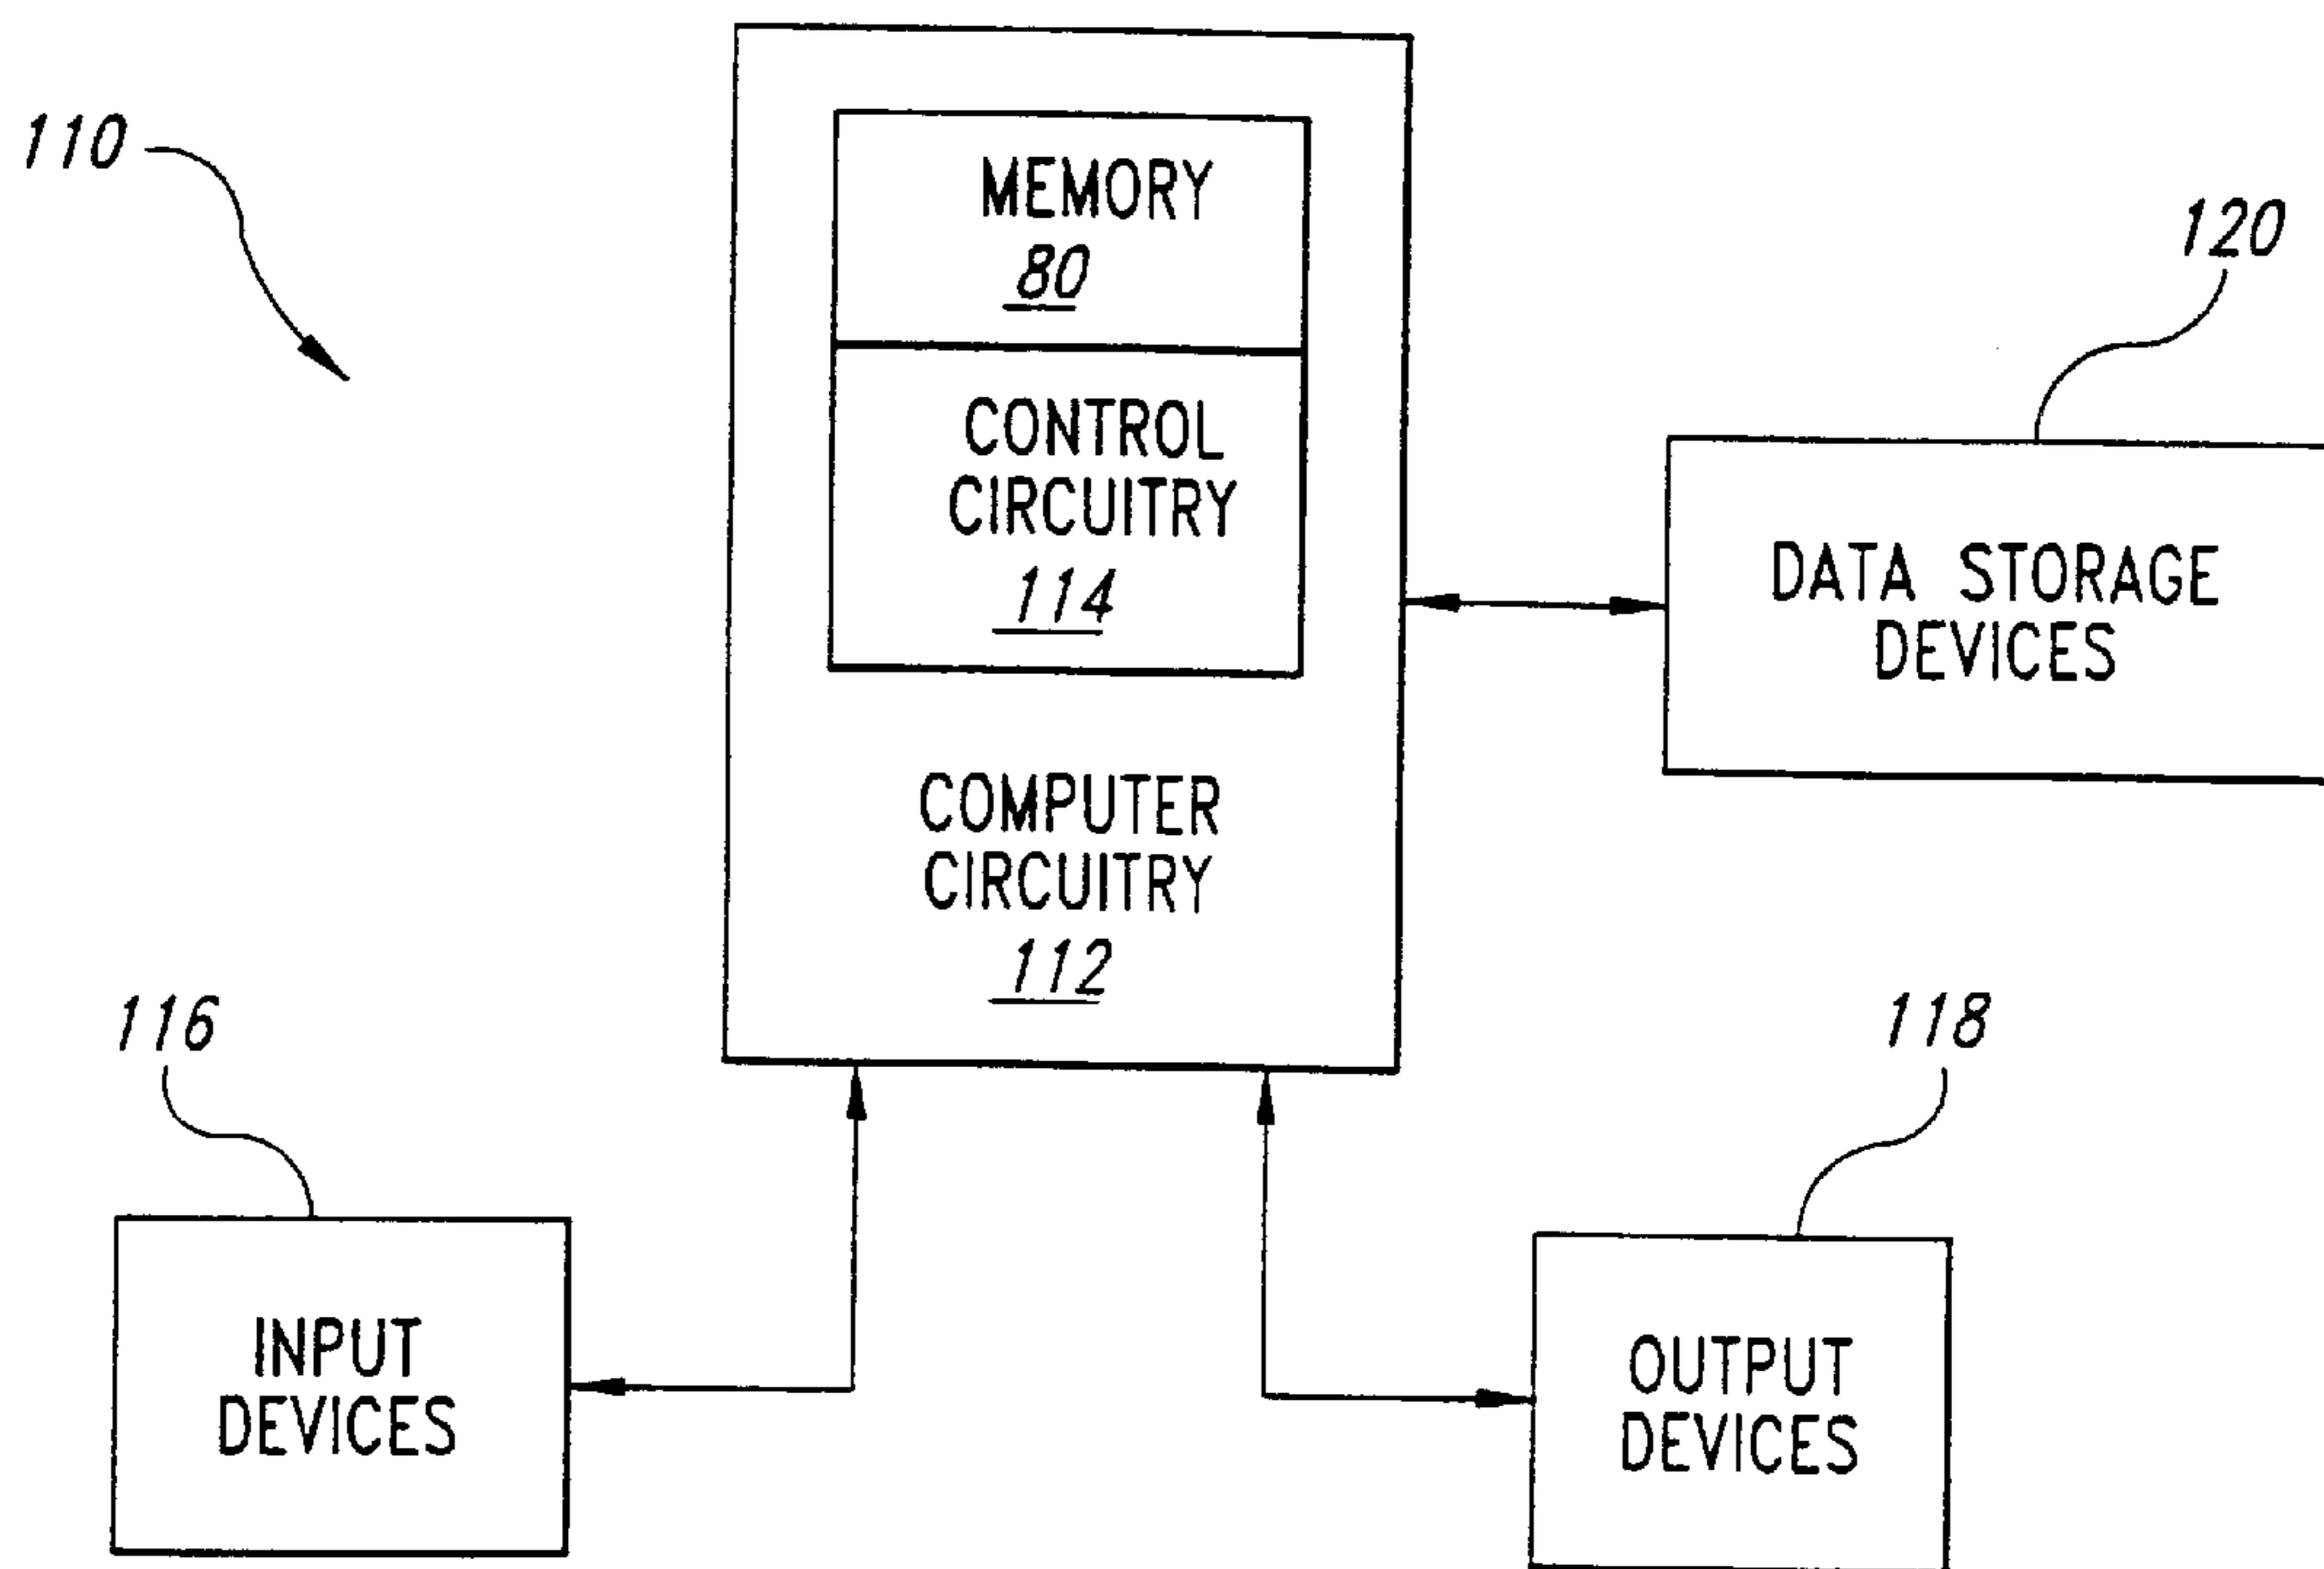 110
MEMORY
80
120
CONTROL
CIRCUITRY
114
DATA STORAGE
DEVICES
COMPUTER
CIRCUITRY
112
116
118
INPUT
DEVICES
OUTPUT
DEVICES